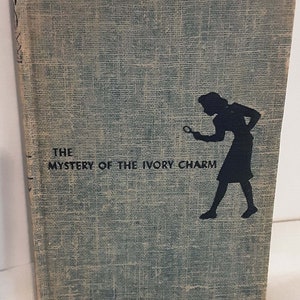 THE
MYSTERY OF THE IVORY CHARM